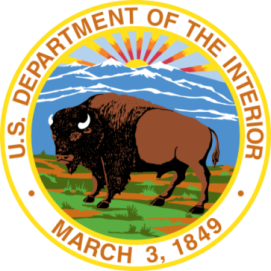 U.S. DEPARTMENT OF THE INTERIOR
MARCH 3, 1849